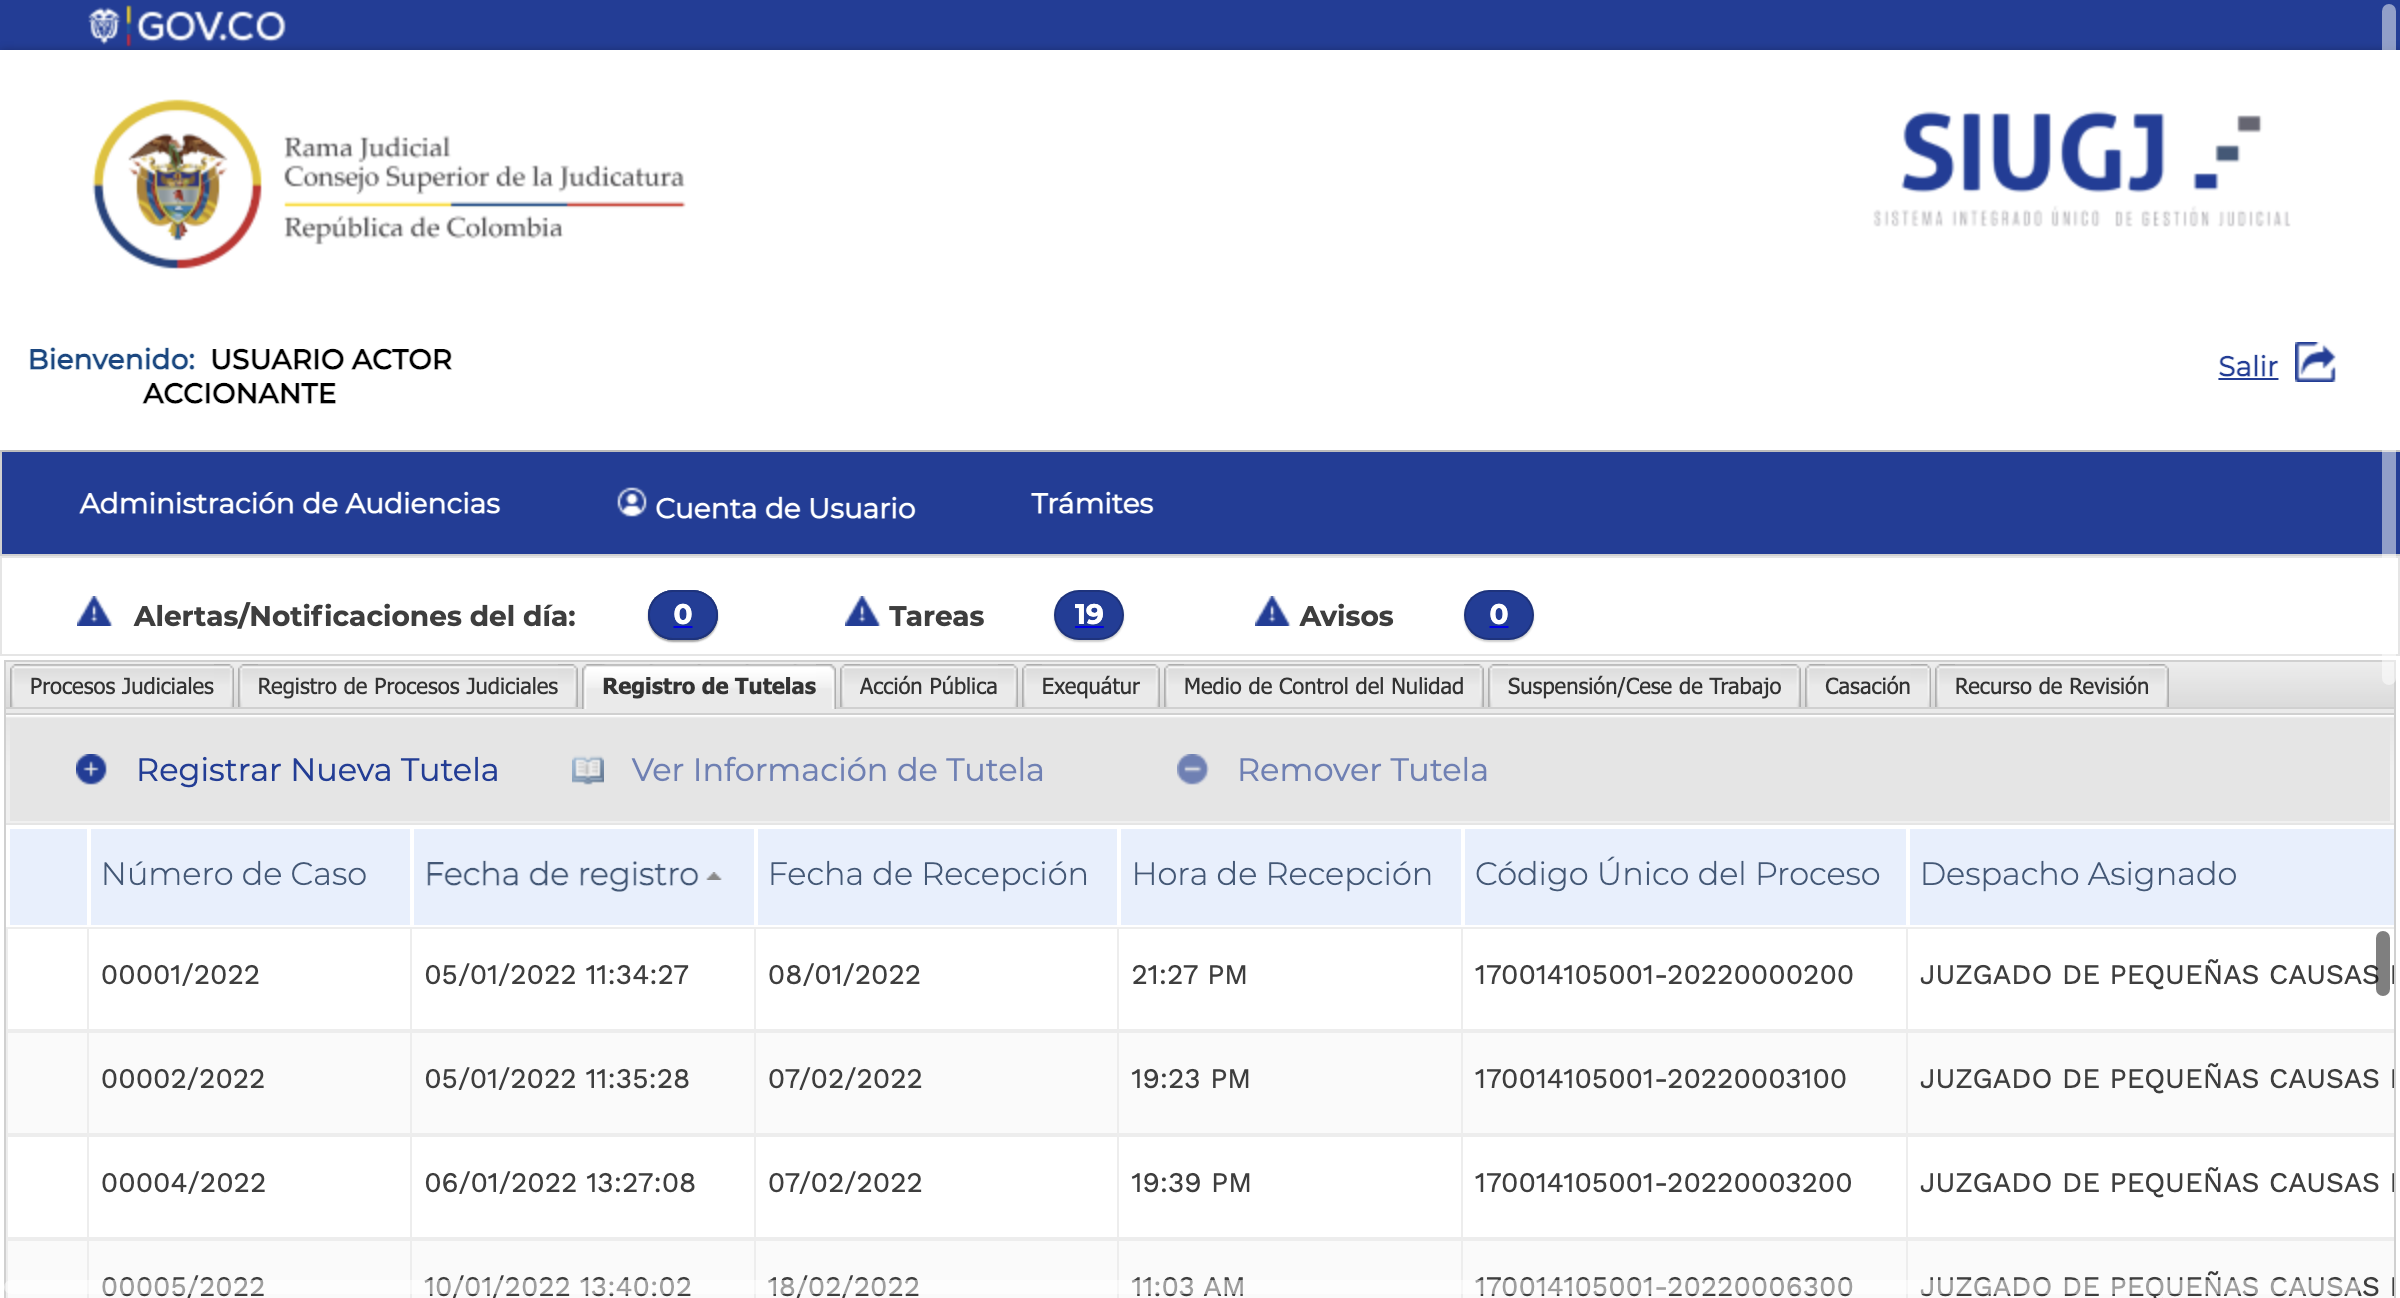 GOV.CO
Rama Judicial
Consejo Superior de la Judicatura
República de Colombia
SIUGJ
SISTEMA INTEGRADO ÚNICO DE GESTIÓN JUDICIAL
Bienvenido: USUARIO ACTOR
ACCIONANTE
Salir
Administración de Audiencias Cuenta de Usuario Trámites
Alertas/Notificaciones del día: 0 Tareas 19 Avisos 0
Procesos Judiciales Registro de Procesos Judiciales Registro de Tutelas Acción Pública Exequátur Medio de Control del Nulidad Suspensión/Cese de Trabajo Casación Recurso de Revisión
Registrar Nueva Tutela Ver Información de Tutela Remover Tutela
Número de Caso Fecha de registro Fecha de Recepción Hora de Recepción Código Único del Proceso Despacho Asignado
00001/2022 05/01/2022 11:34:27 08/01/2022 21:27 PM 170014105001-20220000200 JUZGADO DE PEQUEÑAS CAUSAS
00002/2022 05/01/2022 11:35:28 07/02/2022 19:23 PM 170014105001-20220003100 JUZGADO DE PEQUEÑAS CAUSAS
00004/2022 06/01/2022 13:27:08 07/02/2022 19:39 PM 170014105001-20220003200 JUZGADO DE PEQUEÑAS CAUSAS
00005/2022 10/01/2022 13:40:02 18/02/2022 11:03 AM 170014105001-20220006300 JUZGADO DE PEQUEÑAS CAUSAS